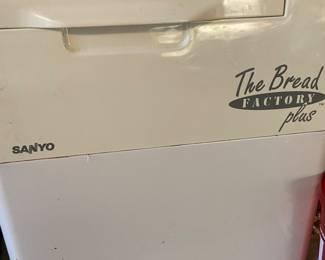 The Bread
FACTORY
plus
SANYO